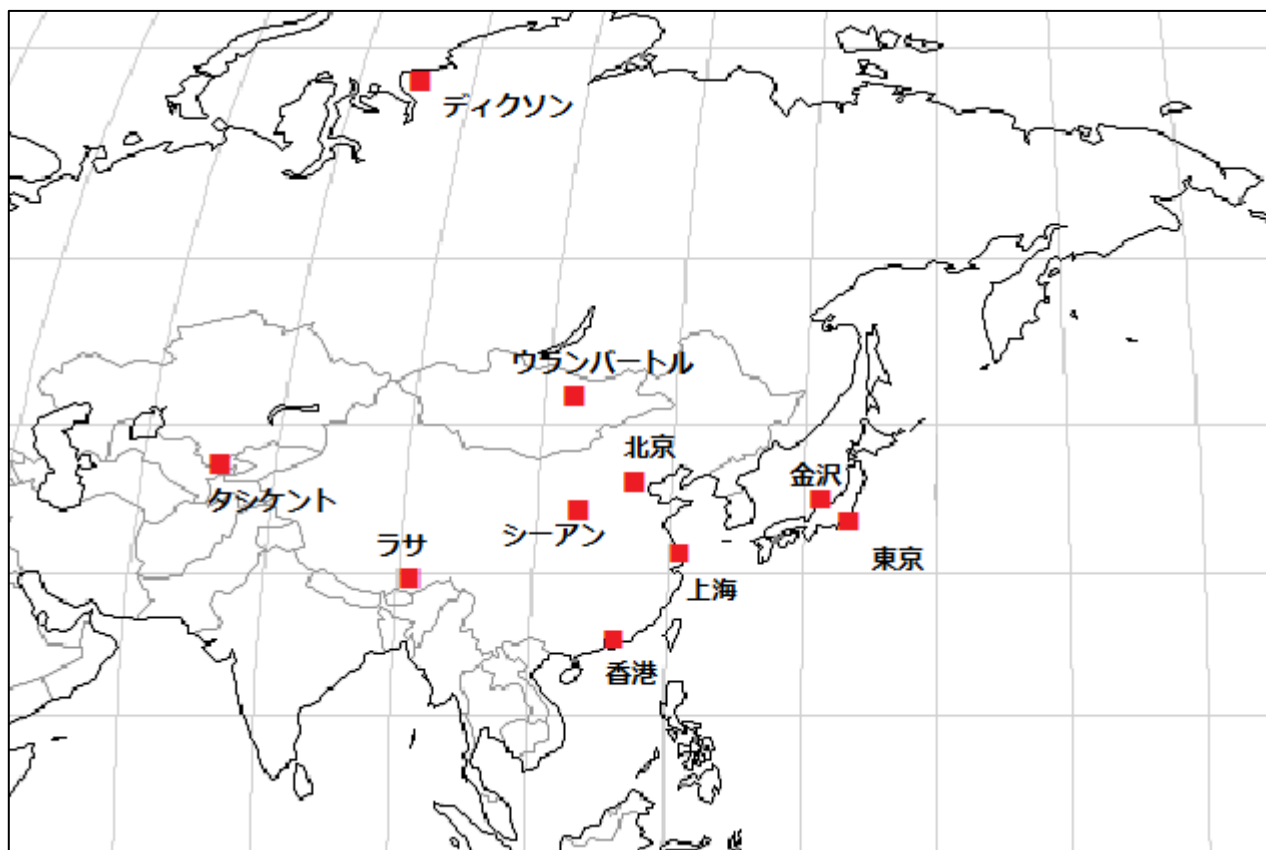 ディクソン
ウランバートル
北京
金沢
タシケント
シーアン
ラサ
東京
上海
香港